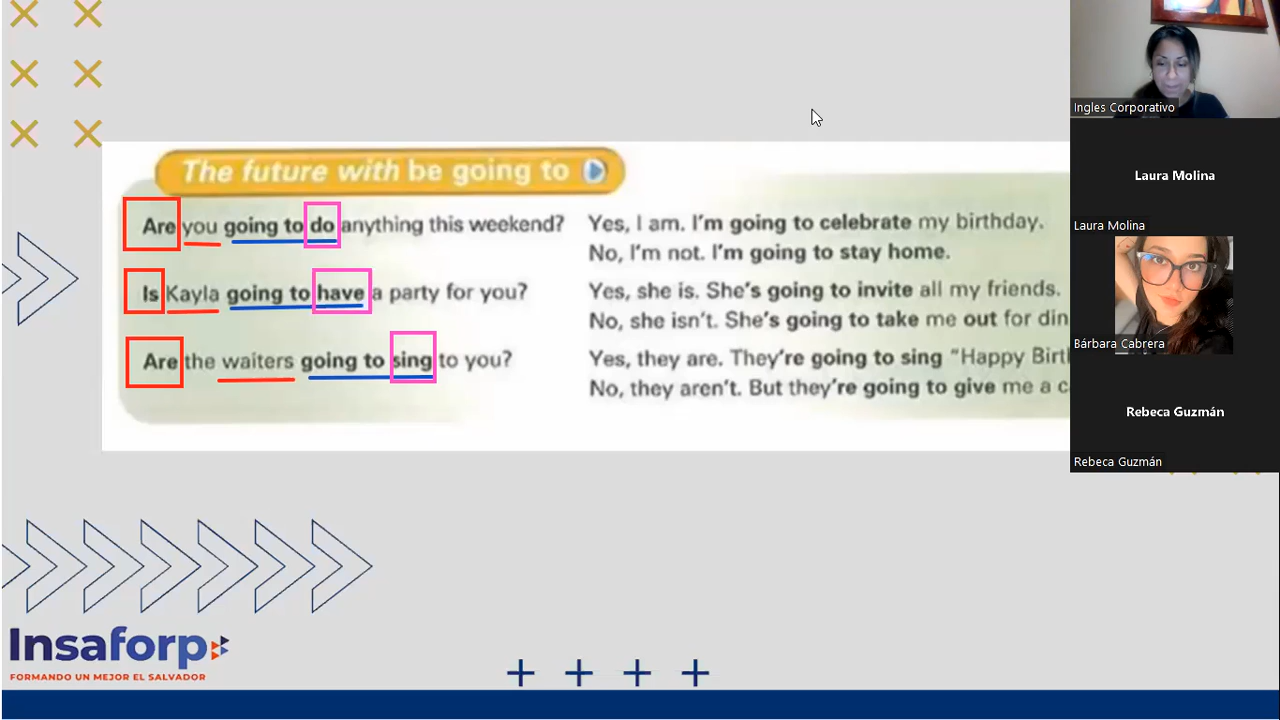 The future with be going to
Are you going to do anything this weekend? Yes, I am. I'm going to celebrate my birthday.
No, I'm not. I'm going to stay home.
Is Kayla going to have a party for you? Yes, she is. She's going to invite all my friends.
No, she isn't. She's going to take me out for din
Are the waiters going to sing to you? Yes, they are. They're going to sing "Happy Birt
No, they aren't. But they're going to give me a c
Insaforp
FORMANDO UN MEJOR EL SALVADOR
Ingles Corporativo
Laura Molina
Laura Molina
Bárbara Cabrera
Rebeca Guzmán
Rebeca Guzmán